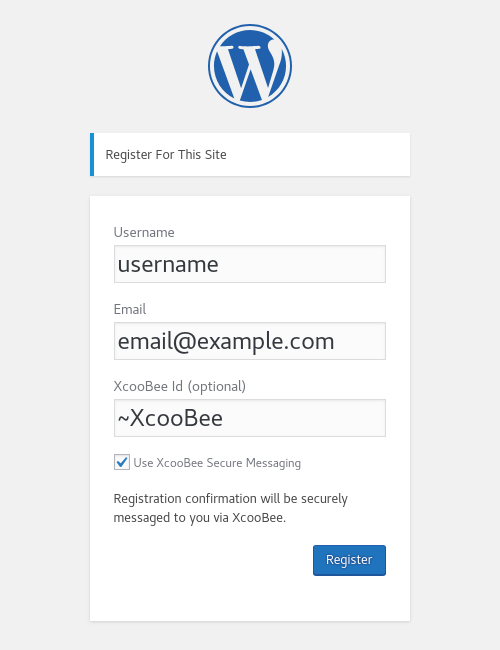 Register For This Site
Username
username
Email
email@example.com
XcooBee Id (optional)
~XcooBee
Use XcooBee Secure Messaging
Registration confirmation will be securely
messaged to you via XcooBee.
Register